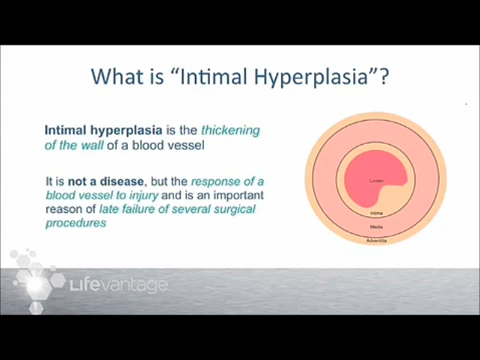 What is “Intimal Hyperplasia”?
Intimal hyperplasia is the thickening
of the wall of a blood vessel
It is not a disease, but the response of a
blood vessel to injury and is an important
reason of late failure of several surgical
procedures
Lumen
Intima
Media
Adventitia
Lifevantage